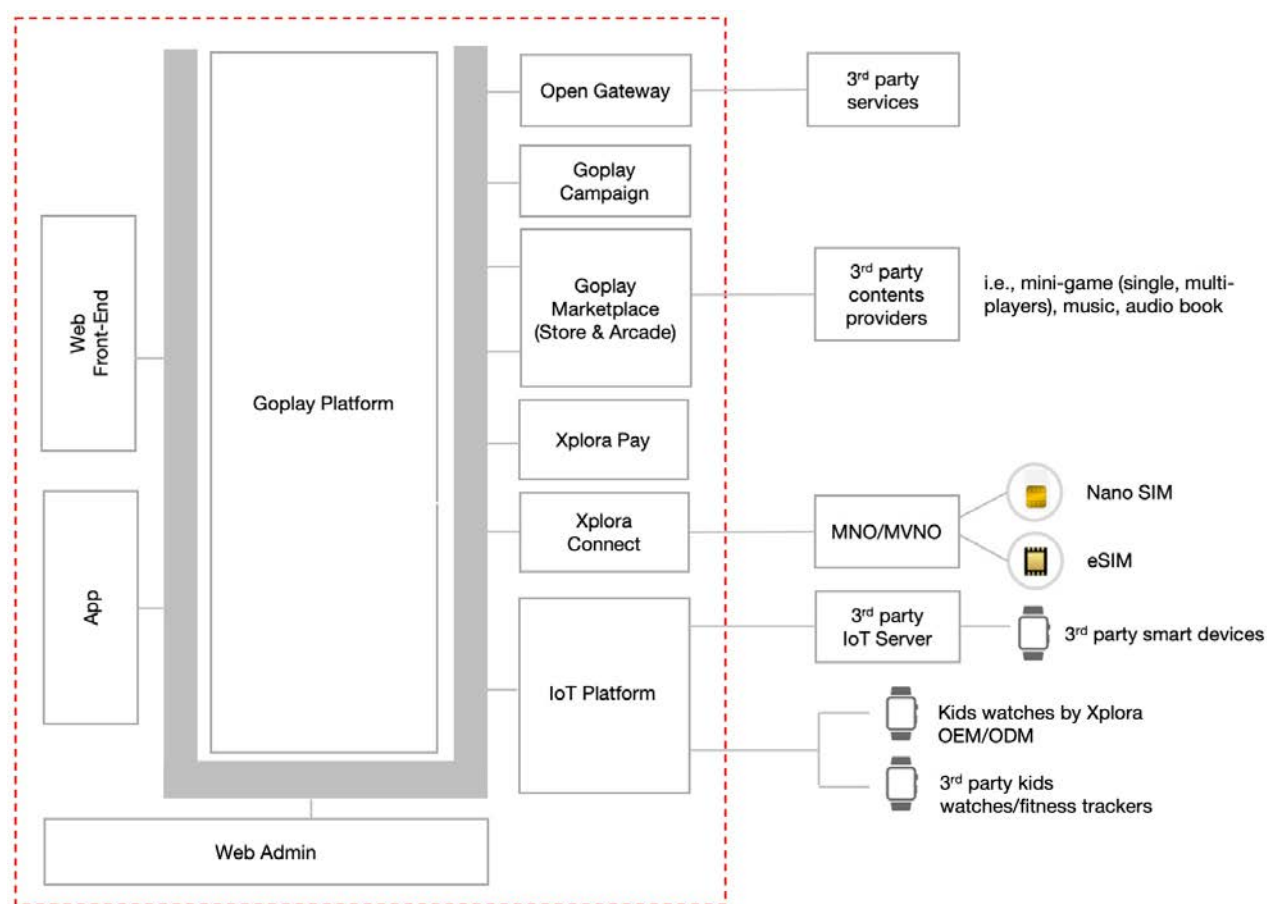 Open Gateway
3rd party
services
Goplay
Campaign
Web
Front-End
Goplay
Marketplace
(Store & Arcade)
3rd party
contents
providers
i.e., mini-game (single, multi-
players), music, audio book
Goplay Platform
Xplora Pay
App
Xplora
Connect
MNO/MVNO
Nano SIM
eSIM
3rd party
IoT Server
3rd party smart devices
IoT Platform
Kids watches by Xplora
OEM/ODM
3rd party kids
watches/fitness trackers
Web Admin